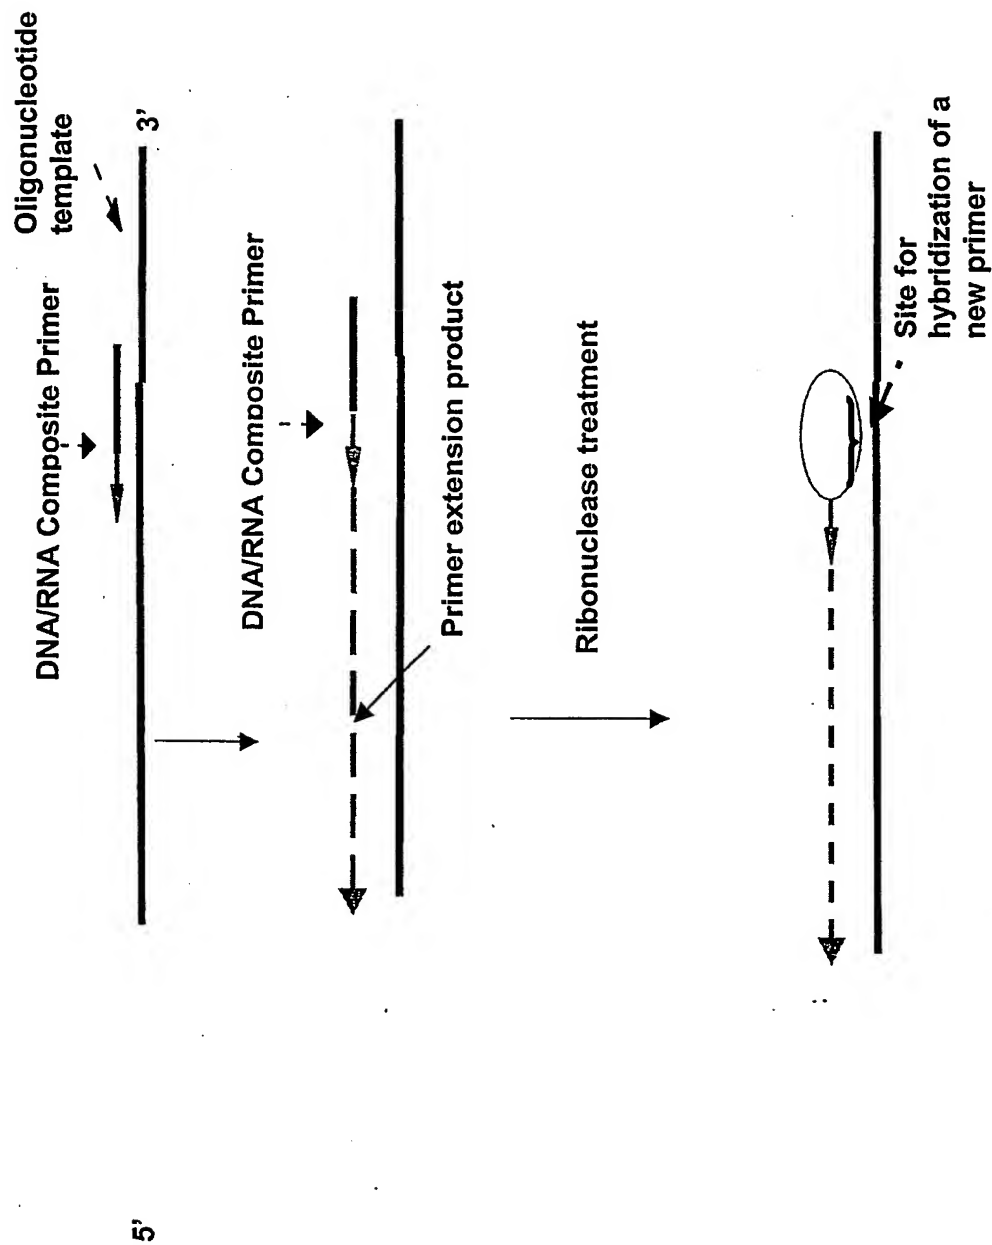 Oligonucleotide
template
DNA/RNA Composite Primer
5'
3'
DNA/RNA Composite Primer
Primer extension product
Ribonuclease treatment
Site for
hybridization of a
new primer